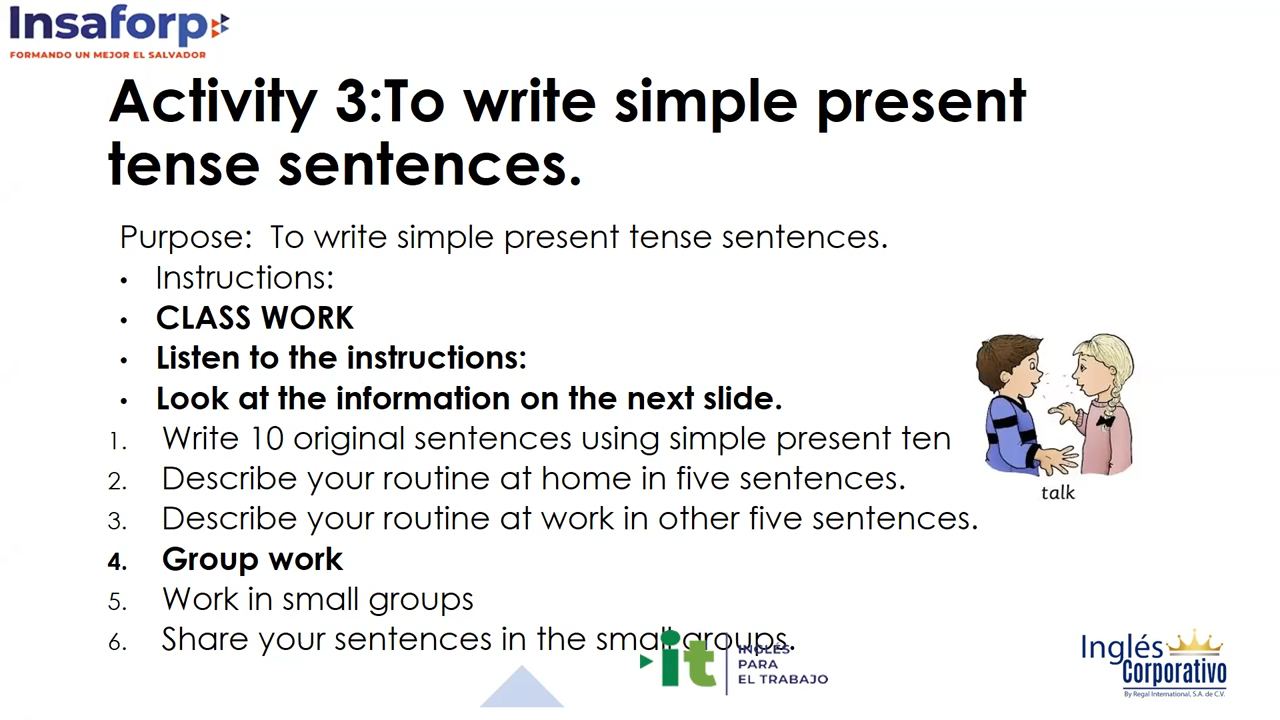 Insaforp
FORMANDO UN MEJOR EL SALVADOR
Activity 3:To write simple present
tense sentences.
Purpose: To write simple present tense sentences.
• Instructions:
• CLASS WORK
• Listen to the instructions:
• Look at the information on the next slide.
1. Write 10 original sentences using simple present ten
2. Describe your routine at home in five sentences.
3. Describe your routine at work in other five sentences.
talk
4. Group work
5. Work in small groups
6. Share your sentences in the small groups.
it
INGLÉS
PARA
EL TRABAJO
Inglés
Corporativo
By Regal International, S.A. de C.V.